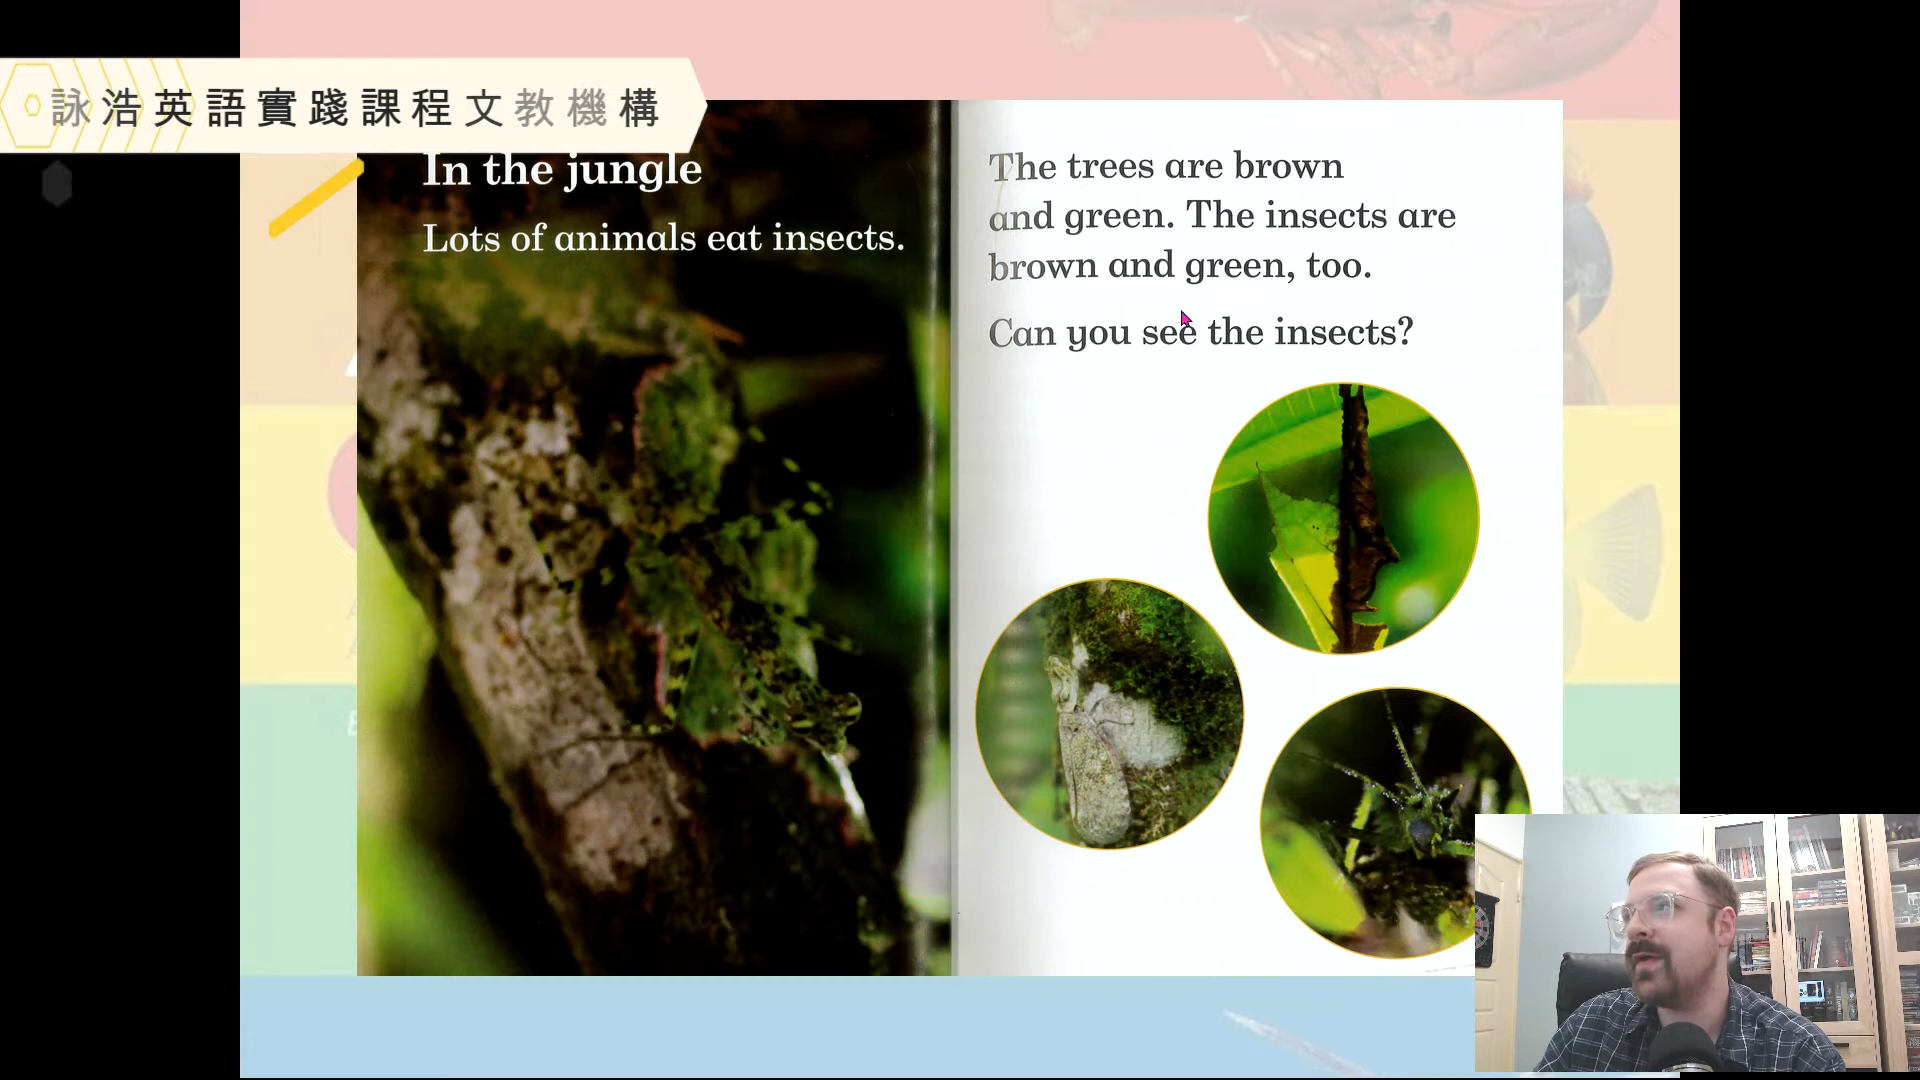 詠浩英語實踐課程文教機構
In the jungle
Lots of animals eat insects.
The trees are brown
and green. The insects are
brown and green, too.
Can you see the insects?